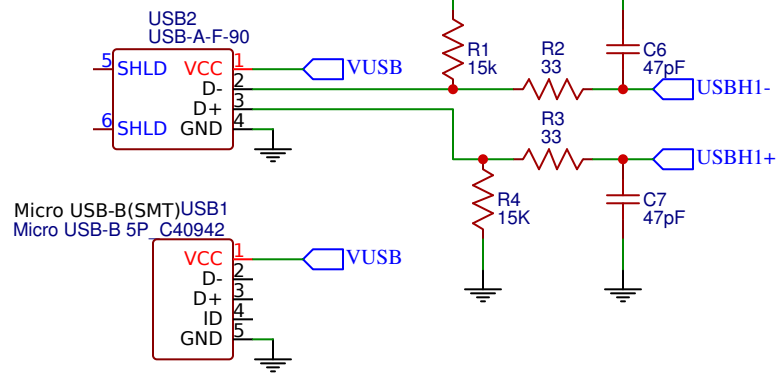 USB2
USB-A-F-90
5 SHLD
6 SHLD
VCC 1
D- 2
D+ 3
GND 4
VUSB
R1
15k
R2
33
C6
47pF
USBH1-
R3
33
USBH1+
R4
15K
C7
47pF
Micro USB-B(SMT)USB1
Micro USB-B 5P_C40942
VCC 1
D- 2
D+ 3
ID 4
GND 5
VUSB